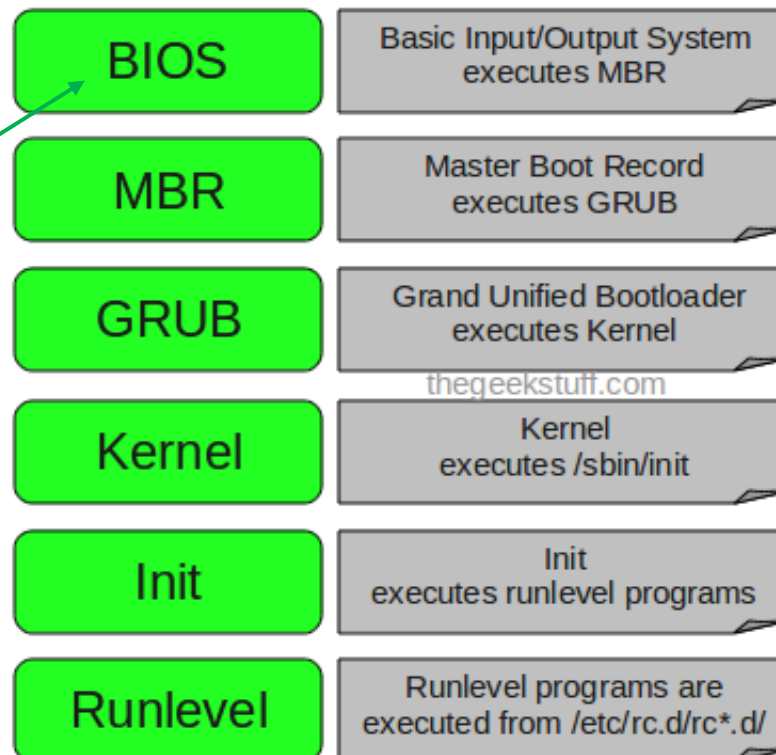 BIOS
Basic Input/Output System
executes MBR
MBR
Master Boot Record
executes GRUB
GRUB
Grand Unified Bootloader
executes Kernel
thegeekstuff.com
Kernel
Kernel
executes /sbin/init
Init
Init
executes runlevel programs
Runlevel
Runlevel programs are
executed from /etc/rc.d/rc*.d/